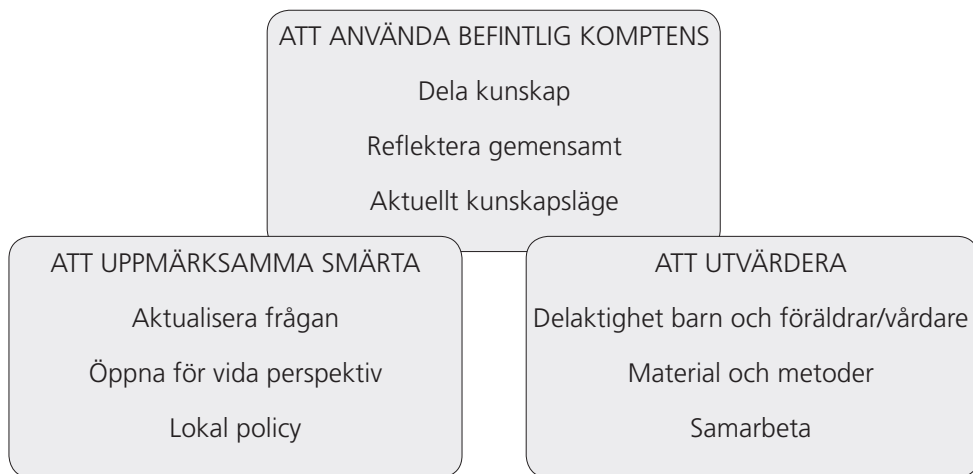 ATT ANVÄNDA BEFINTLIG KOMPTENS
Dela kunskap
Reflektera gemensamt
Aktuellt kunskapsläge
ATT UPPMÄRKSAMMA SMÄRTA
Aktualisera frågan
Öppna för vida perspektiv
Lokal policy
ATT UTVÄRDERA
Delaktighet barn och föräldrar/vårdare
Material och metoder
Samarbeta